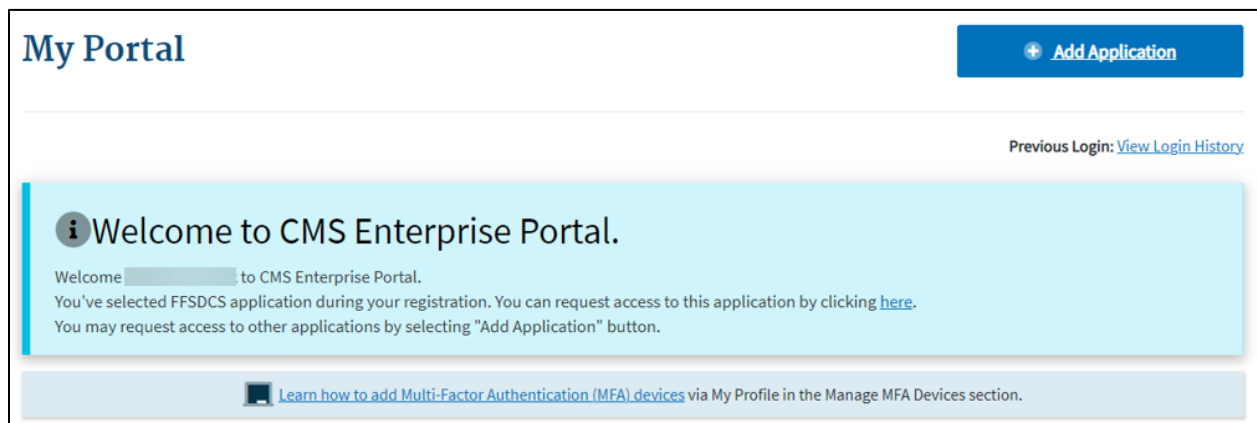 My Portal
Add Application
Previous Login: View Login History
Welcome to CMS Enterprise Portal.
Welcome to CMS Enterprise Portal.
You've selected FFSDCS application during your registration. You can request access to this application by clicking here.
You may request access to other applications by selecting "Add Application" button.
Learn how to add Multi-Factor Authentication (MFA) devices via My Profile in the Manage MFA Devices section.